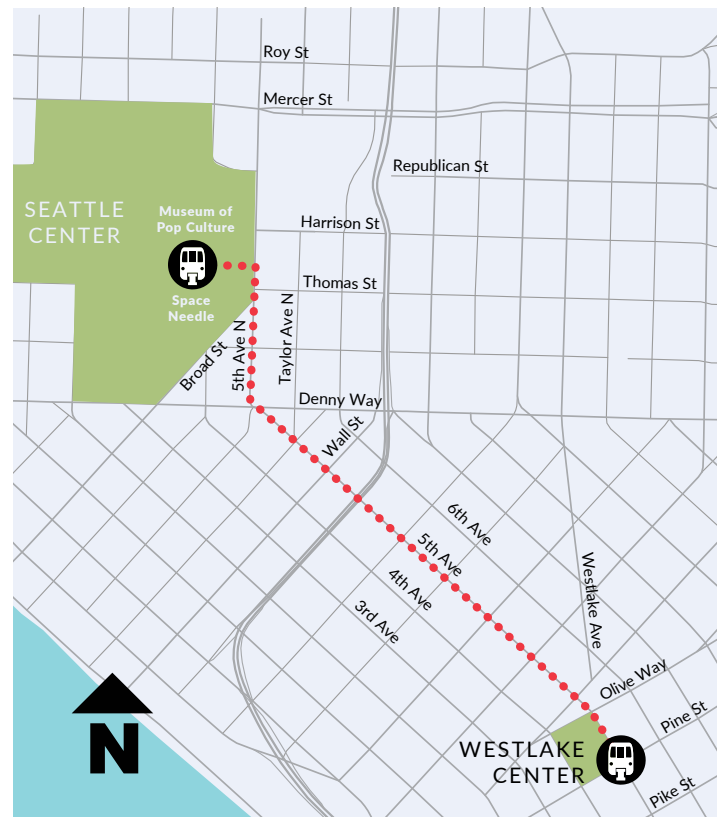 Roy St
Mercer St
Republican St
SEATTLE
CENTER
Museum of
Pop Culture
Harrison St
Space
Needle
Thomas St
Broad St
5th Ave N
Taylor Ave N
Denny Way
Wall St
6th Ave
5th Ave
4th Ave
3rd Ave
Westlake Ave
Olive Way
Pine St
WESTLAKE
CENTER
Pike St
N